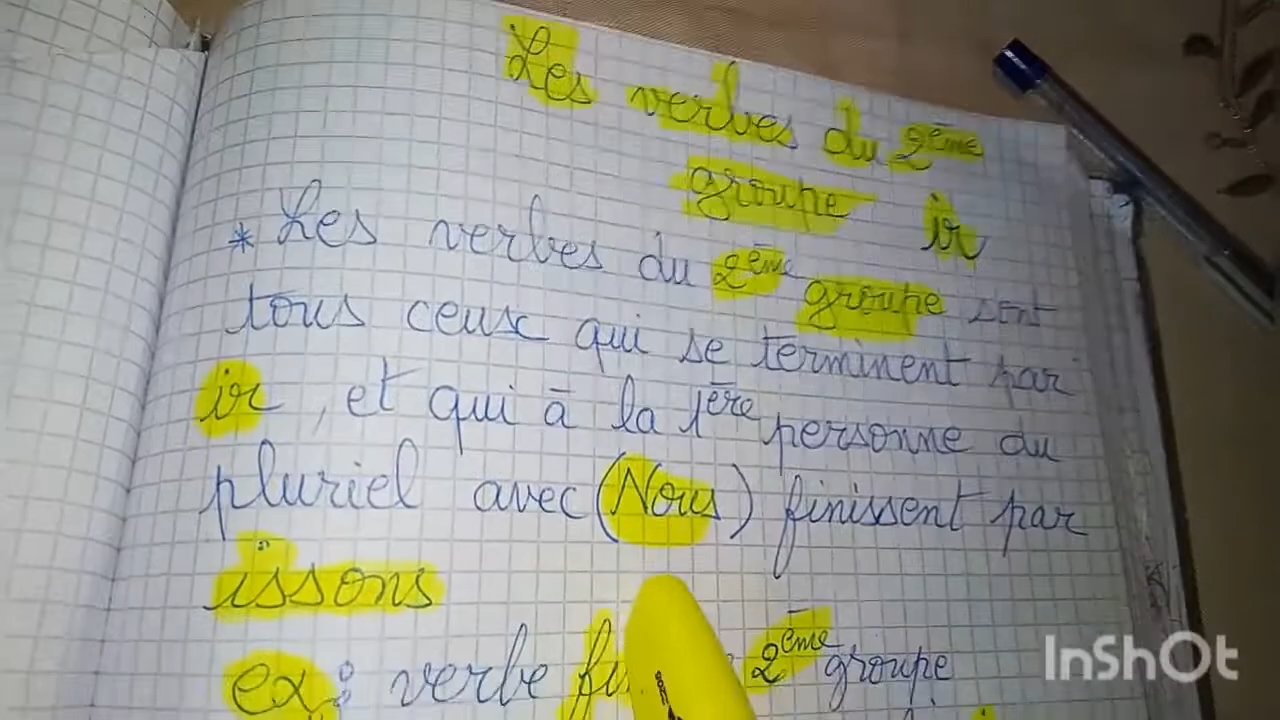 Les verbes du 2ème
groupe ir
* Les verbes du 2ème groupe sont
tous ceux qui se terminent par
ir, et qui à la 1ère personne du
pluriel avec (Nous) finissent par
issons
ex: verbe 2ème groupe
InShOt